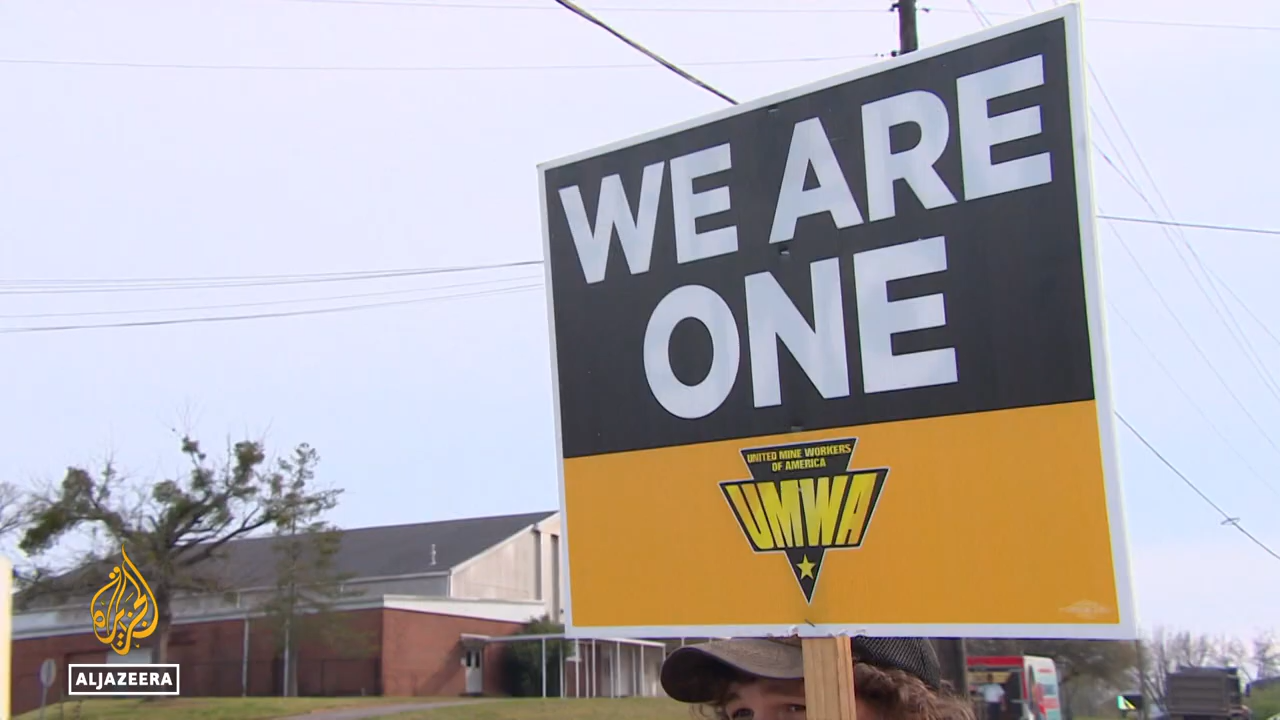 WE ARE
ONE
UNITED MINE WORKERS
OF AMERICA
UMWA
الجزيرة
ALJAZEERA